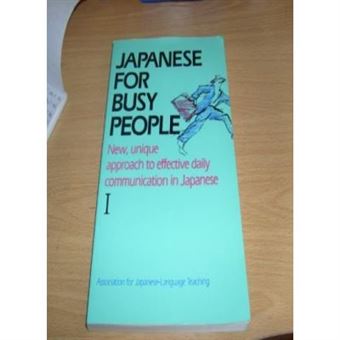 JAPANESE
FOR
BUSY
PEOPLE
New, unique
approach to effective daily
communication in Japanese
I
Association for Japanese-Language Teaching